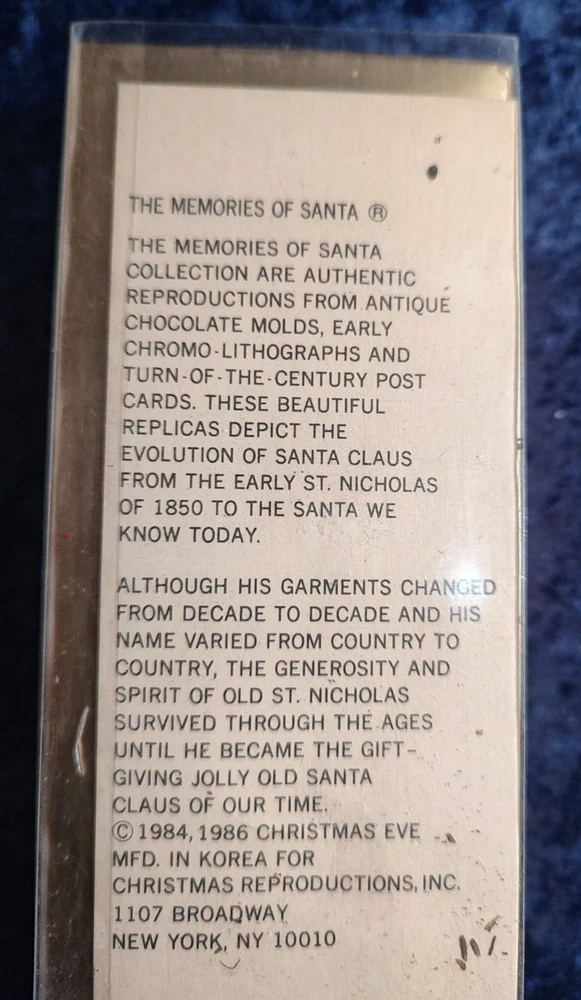 THE MEMORIES OF SANTA ®
THE MEMORIES OF SANTA
COLLECTION ARE AUTHENTIC
REPRODUCTIONS FROM ANTIQUE
CHOCOLATE MOLDS, EARLY
CHROMO-LITHOGRAPHS AND
TURN-OF-THE-CENTURY POST
CARDS. THESE BEAUTIFUL
REPLICAS DEPICT THE
EVOLUTION OF SANTA CLAUS
FROM THE EARLY ST. NICHOLAS
OF 1850 TO THE SANTA WE
KNOW TODAY.
ALTHOUGH HIS GARMENTS CHANGED
FROM DECADE TO DECADE AND HIS
NAME VARIED FROM COUNTRY TO
COUNTRY, THE GENEROSITY AND
SPIRIT OF OLD ST. NICHOLAS
SURVIVED THROUGH THE AGES
UNTIL HE BECAME THE GIFT-
GIVING JOLLY OLD SANTA
CLAUS OF OUR TIME.
© 1984, 1986 CHRISTMAS EVE
MFD. IN KOREA FOR
CHRISTMAS REPRODUCTIONS, INC.
1107 BROADWAY
NEW YORK, NY 10010